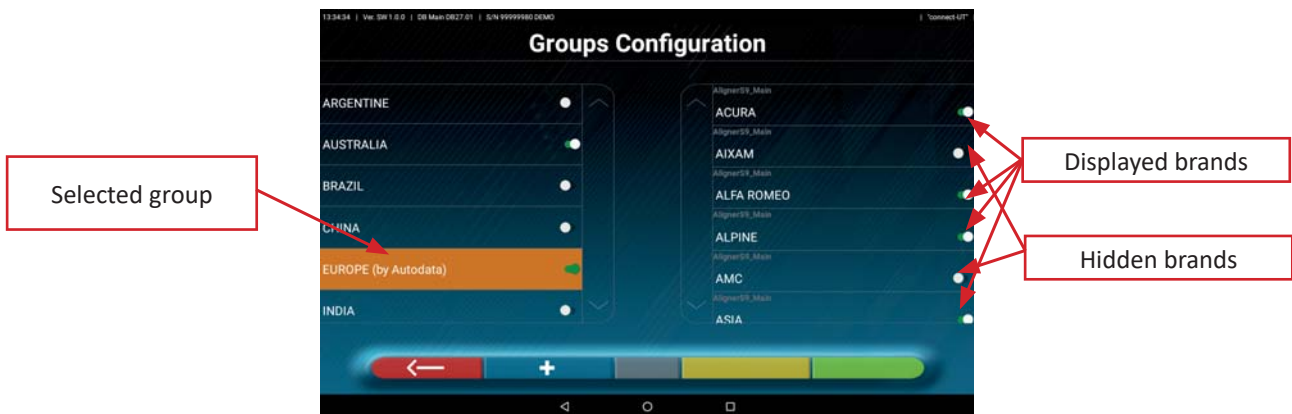 13:34:34 | Ver. SW 1.0.0 | DB Main DB27.01 | S/N 99999980 DEMO | "connect-UT"
Groups Configuration
ARGENTINE
AUSTRALIA
BRAZIL
CHINA
EUROPE (by Autodata)
INDIA
AlignerS9_Main
ACURA
AlignerS9_Main
AIXAM
AlignerS9_Main
ALFA ROMEO
AlignerS9_Main
ALPINE
AlignerS9_Main
AMC
AlignerS9_Main
ASIA
Selected group
Displayed brands
Hidden brands